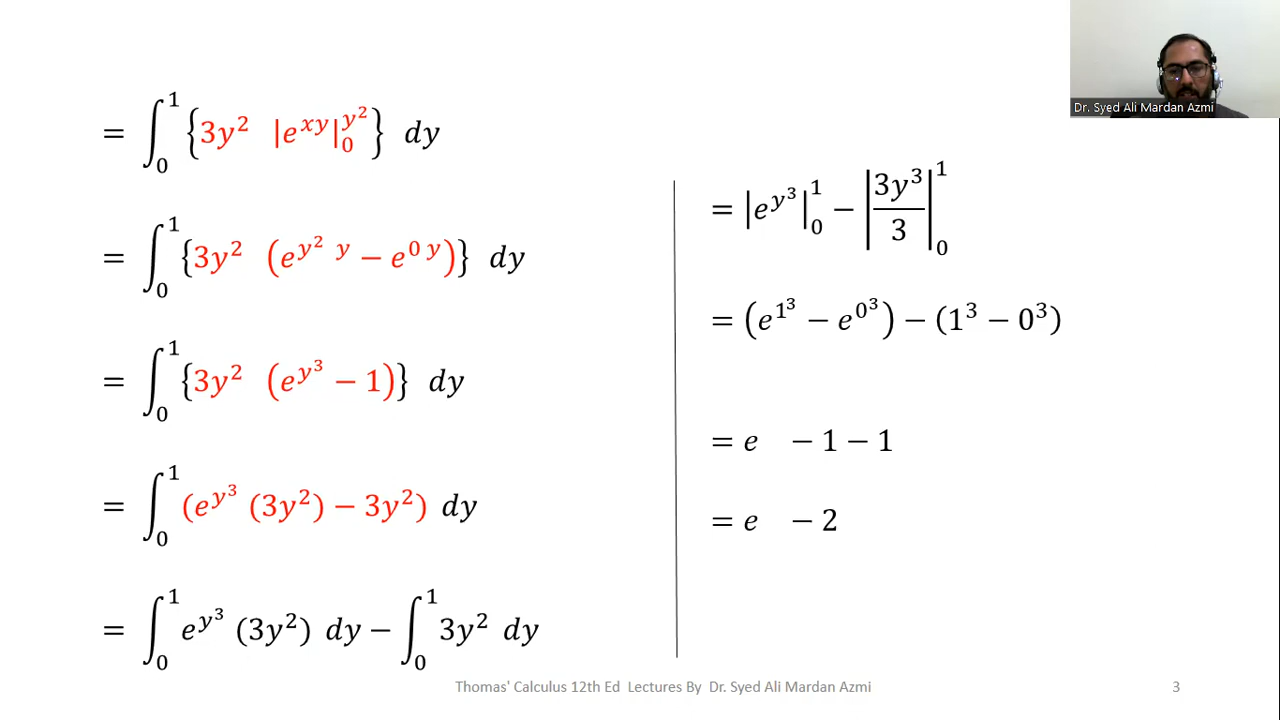 = ∫₀¹ {3y² |e^{xy}|₀^{y²}} dy
= ∫₀¹ {3y² (e^{y² y} − e^{0 y})} dy
= ∫₀¹ {3y² (e^{y³} − 1)} dy
= ∫₀¹ (e^{y³} (3y²) − 3y²) dy
= ∫₀¹ e^{y³} (3y²) dy − ∫₀¹ 3y² dy
= |e^{y³}|₀¹ − |3y³/3|₀¹
= (e^{1³} − e^{0³}) − (1³ − 0³)
= e − 1 − 1
= e − 2
Dr. Syed Ali Mardan Azmi
Thomas' Calculus 12th Ed Lectures By Dr. Syed Ali Mardan Azmi
3